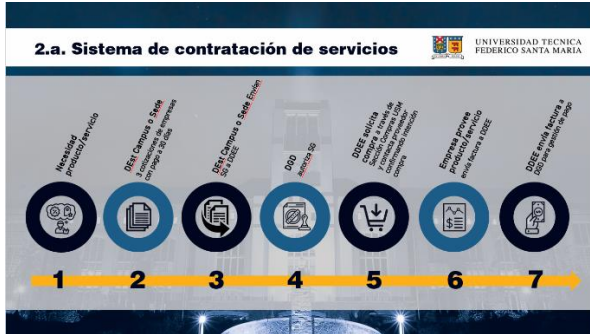 2.a. Sistema de contratación de servicios
UNIVERSIDAD TECNICA
FEDERICO SANTA MARIA
Necesidad
producto/servicio
DEst Campus o Sede
3 cotizaciones de empresas
con pago a 30 días
DEst Campus o Sede Envían
SG a DDEE
DGD
autoriza SG
DDEE solicita
compra a través de
Sección Compras USM
y contacta proveedor
confirmando intención
compra
Empresa provee
producto/servicio
envía factura a DDEE
DDEE envía factura a
DGD para gestión de pago
1
2
3
4
5
6
7